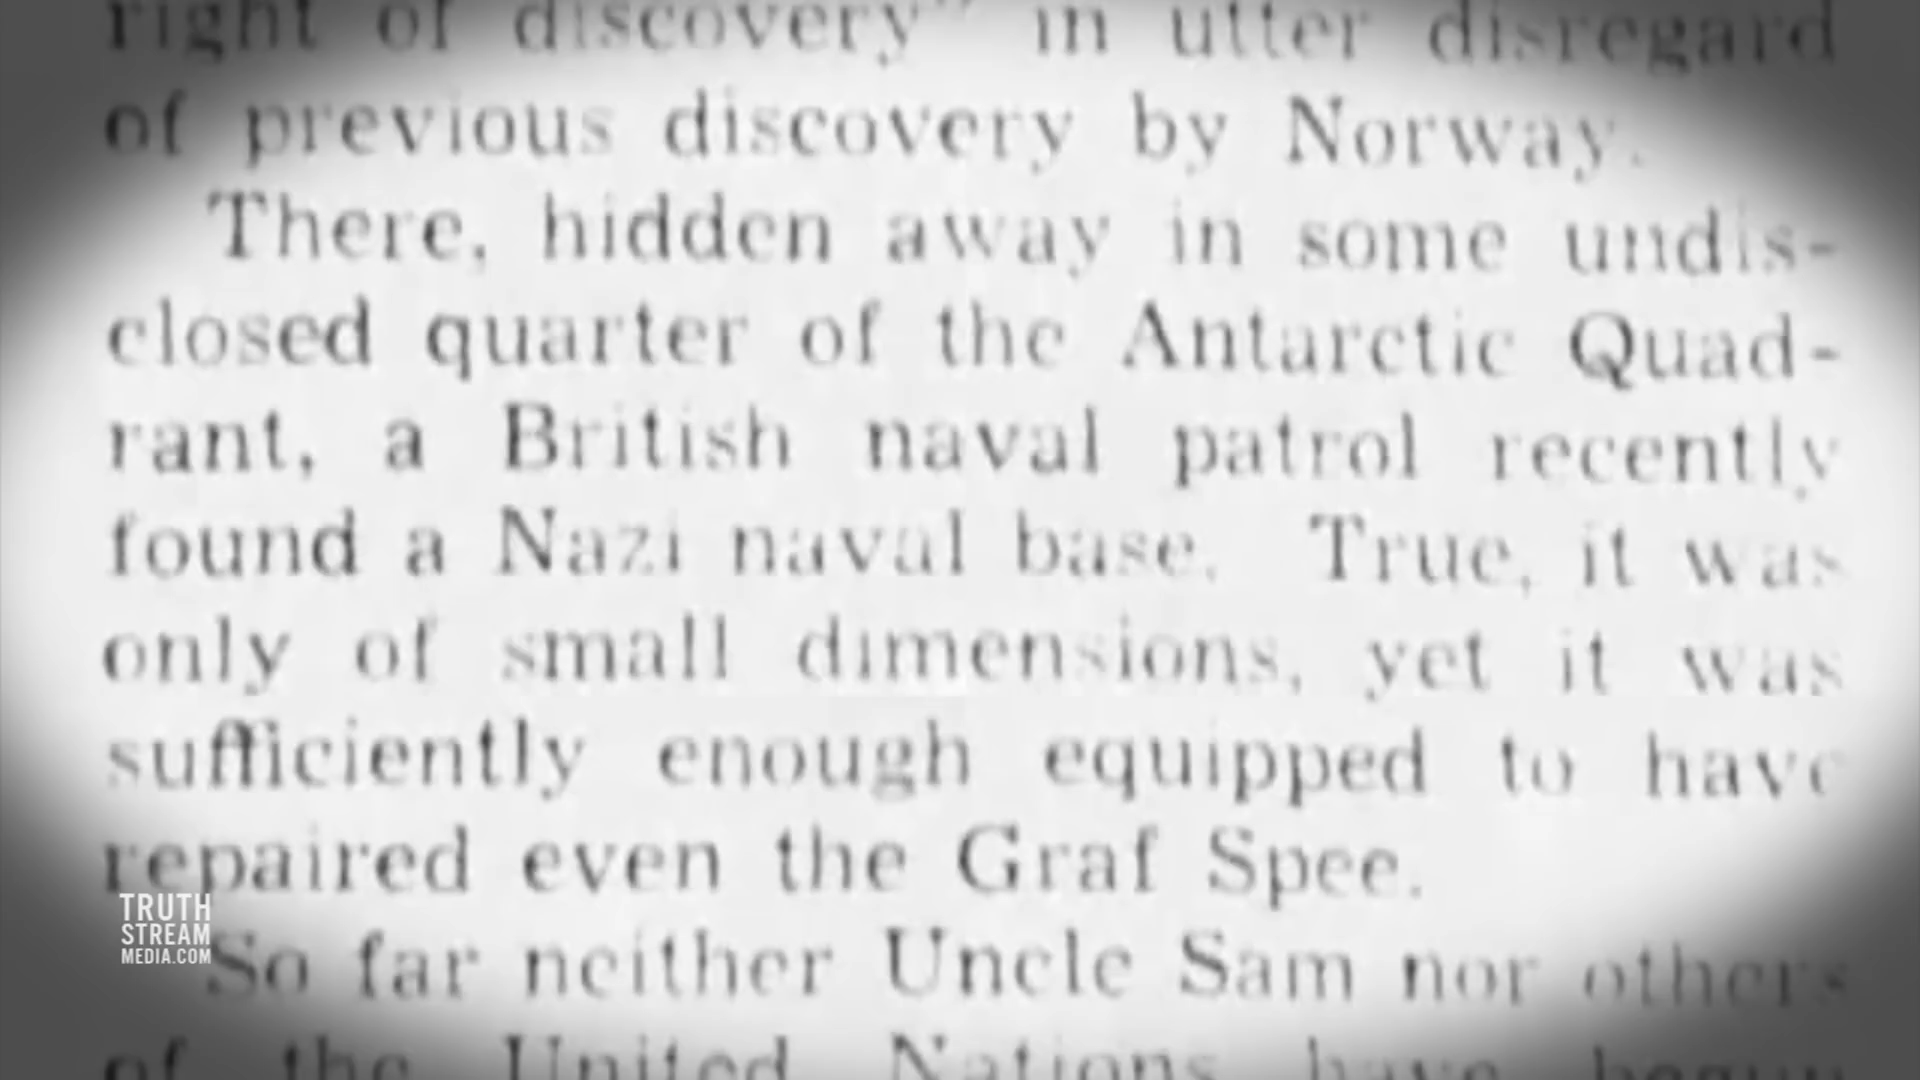 right of discovery" in utter disregard
of previous discovery by Norway.
There, hidden away in some undis-
closed quarter of the Antarctic Quad-
rant, a British naval patrol recently
found a Nazi naval base. True, it was
only of small dimensions, yet it was
sufficiently enough equipped to have
repaired even the Graf Spee.
So far neither Uncle Sam nor others
of the United Nations have begun
TRUTH
STREAM
MEDIA.COM